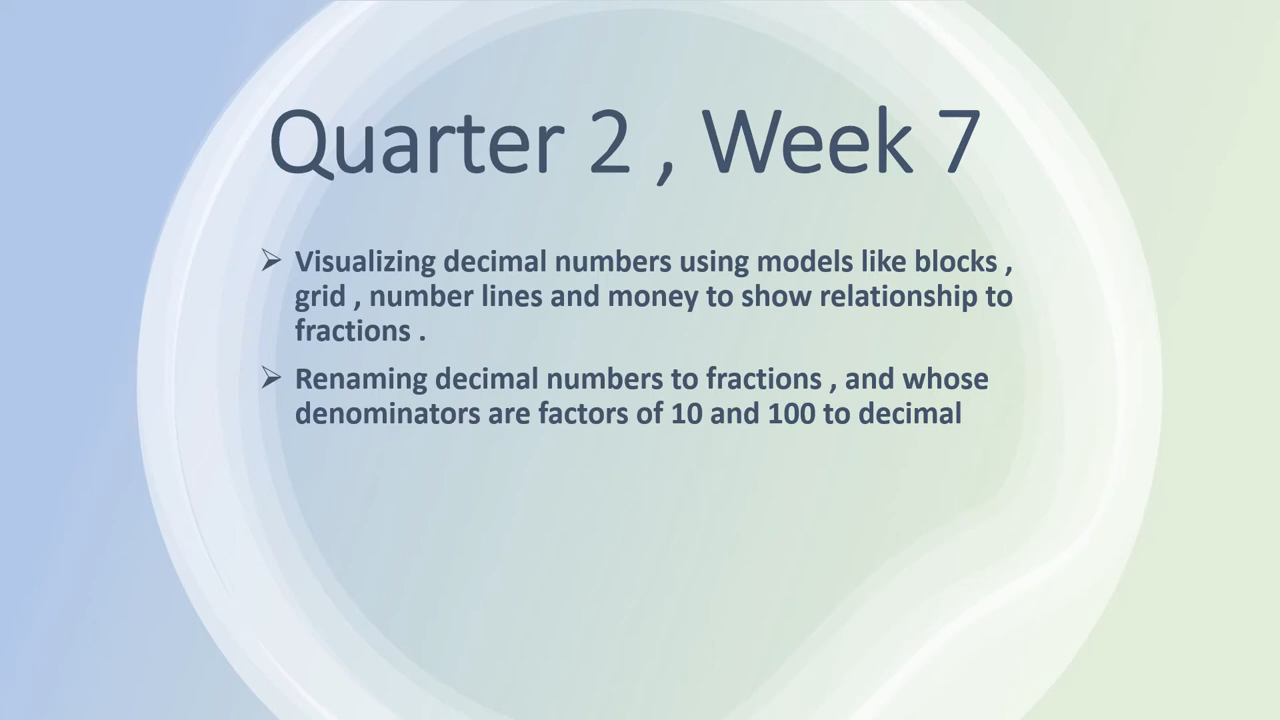 Quarter 2 , Week 7
➢ Visualizing decimal numbers using models like blocks ,
grid , number lines and money to show relationship to
fractions .
➢ Renaming decimal numbers to fractions , and whose
denominators are factors of 10 and 100 to decimal